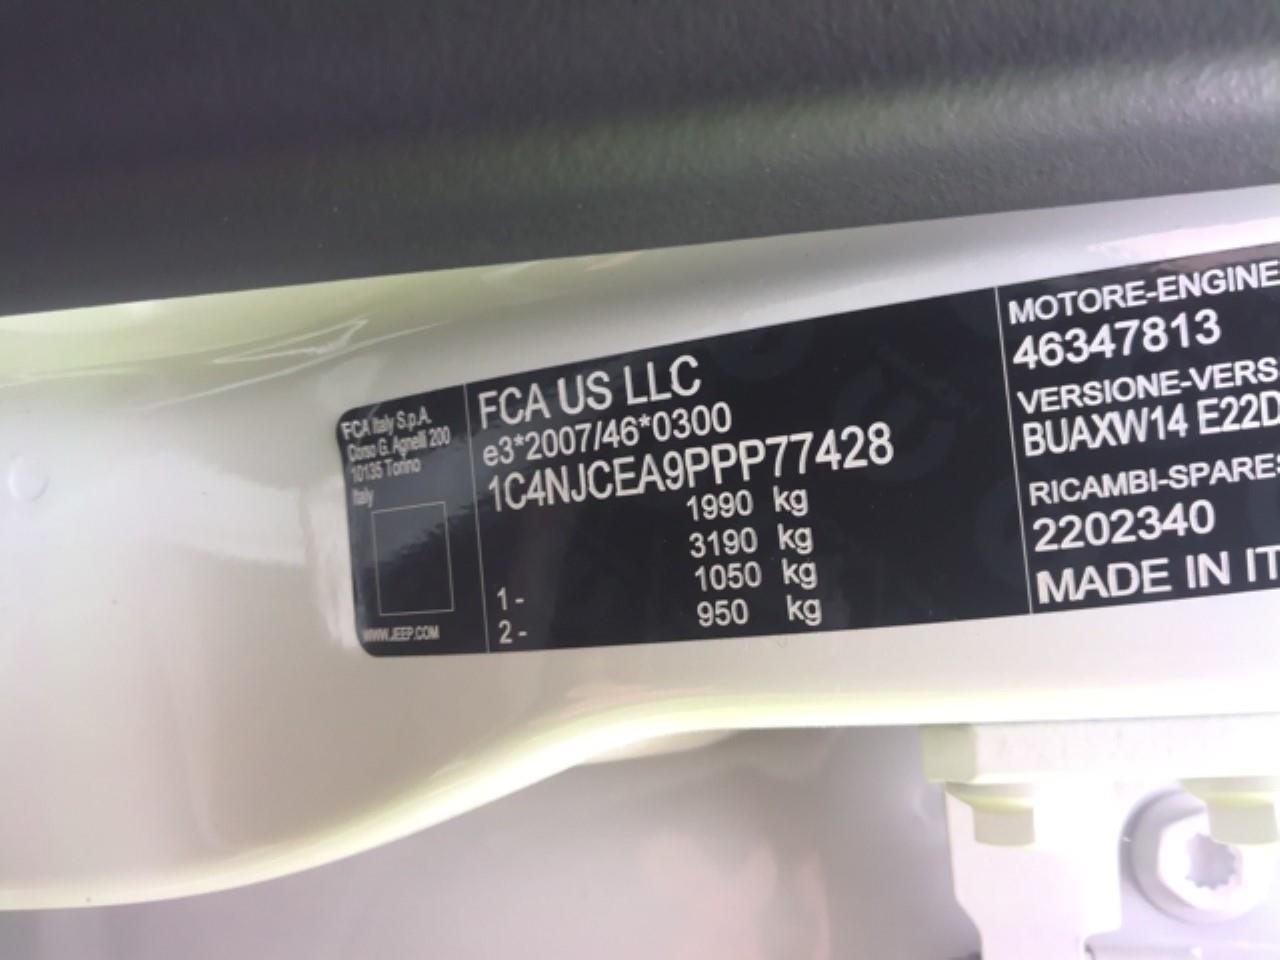 FCA Italy S.p.A.
Corso G. Agnelli 200
10135 Torino
Italy
WWW.JEEP.COM
FCA US LLC
e3*2007/46*0300
1C4NJCEA9PPP77428
1990 kg
3190 kg
1- 1050 kg
2- 950 kg
MOTORE-ENGINE
46347813
VERSIONE-VERS.
BUAXW14 E22D
RICAMBI-SPARES
2202340
MADE IN IT